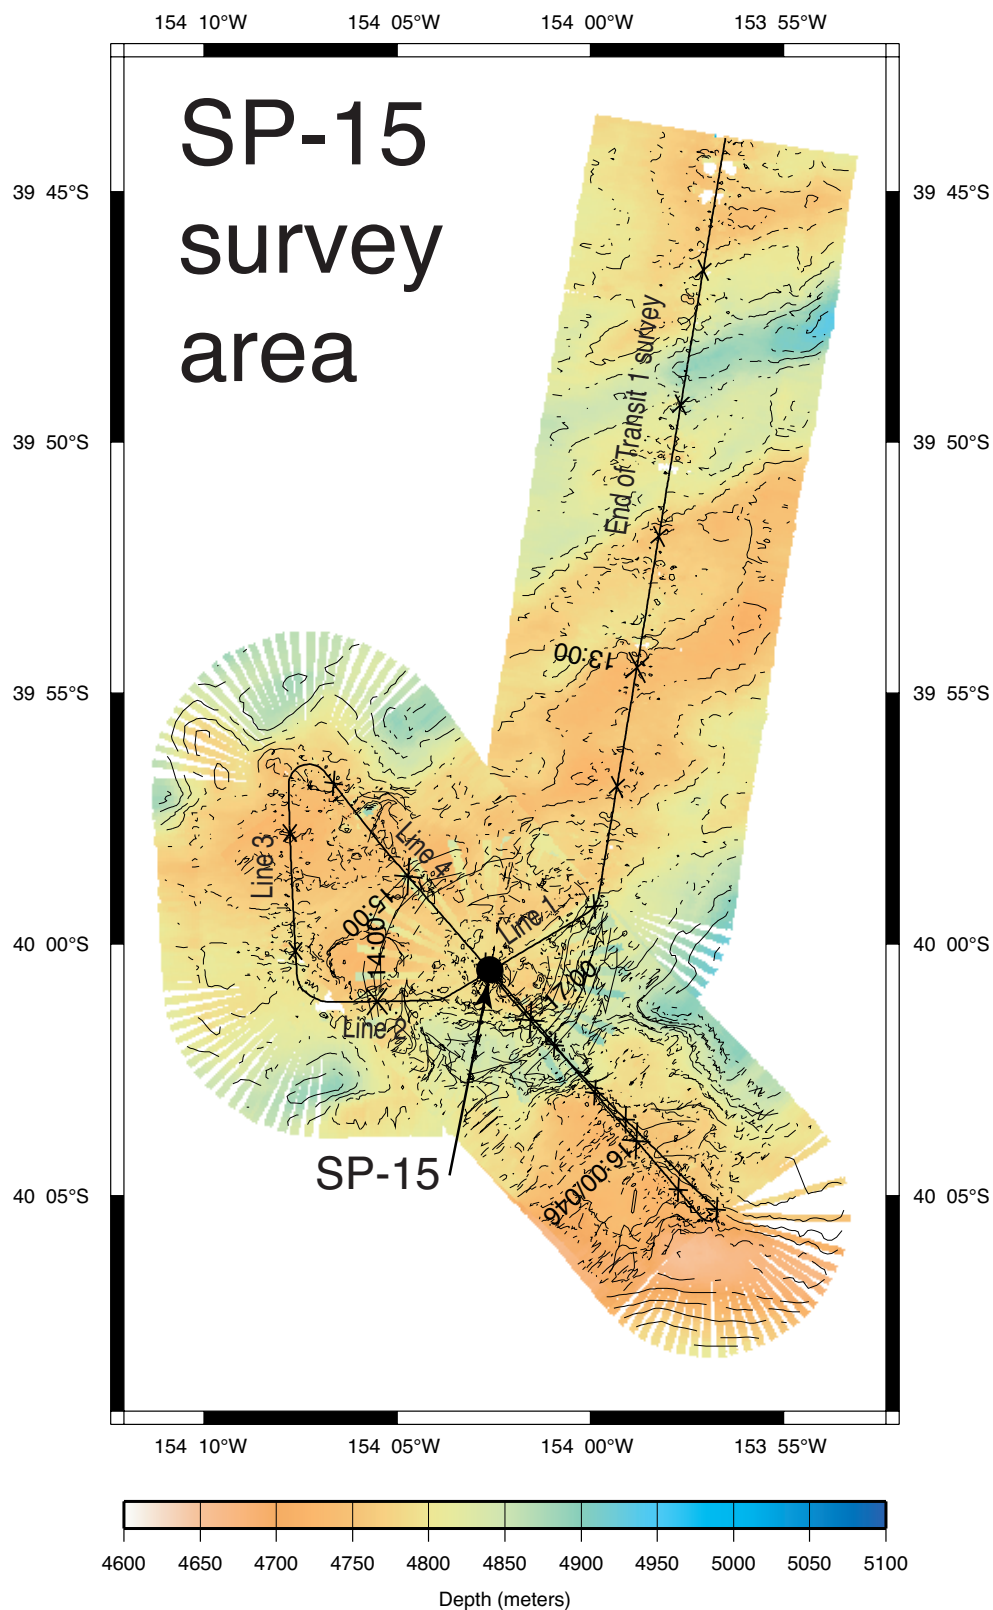 154 10°W 154 05°W 154 00°W 153 55°W
SP-15
survey
area
39 45°S 39 45°S
End of Transit 1 survey
39 50°S 39 50°S
13:00
39 55°S 39 55°S
Line 3
Line 4
15:00
14:00
Line 1
40 00°S 40 00°S
17:00
Line 2
SP-15
16:00/046
40 05°S 40 05°S
154 10°W 154 05°W 154 00°W 153 55°W
4600 4650 4700 4750 4800 4850 4900 4950 5000 5050 5100
Depth (meters)